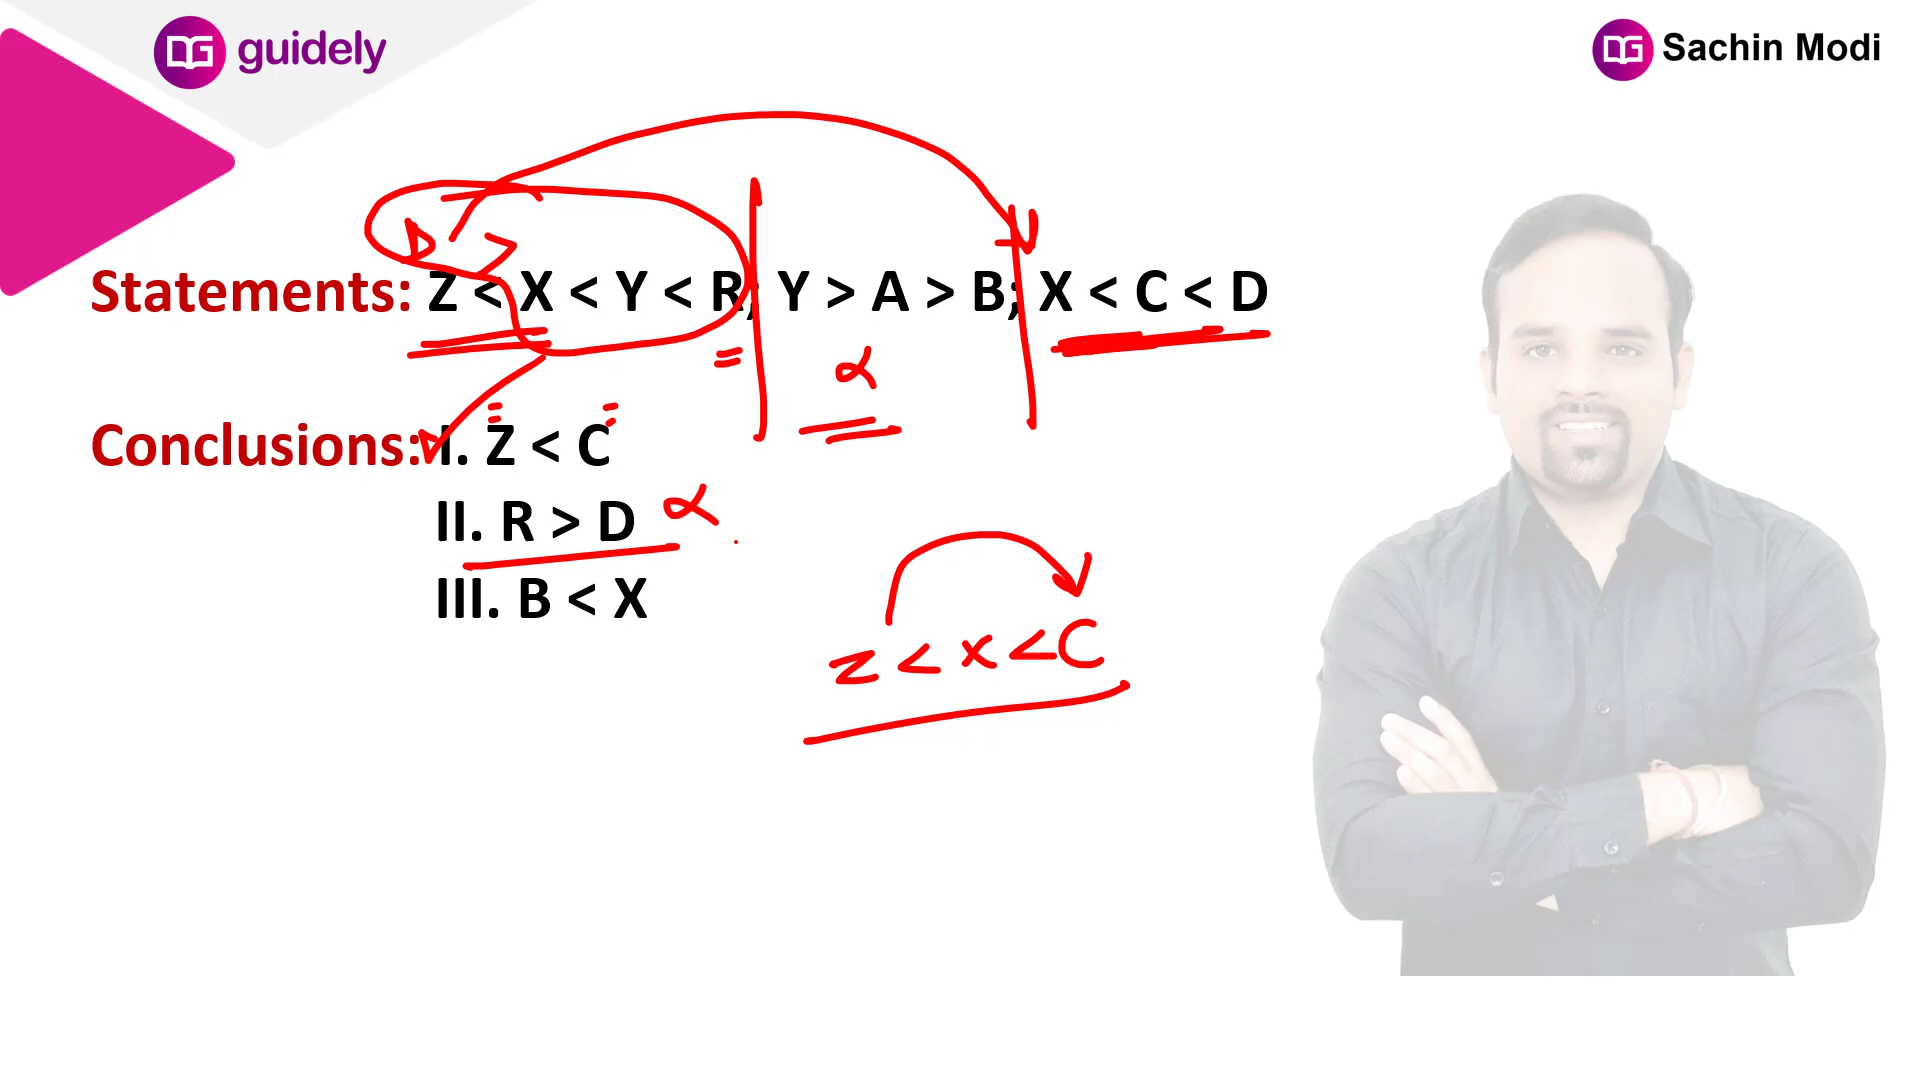 guidely
Sachin Modi
Statements: Z < X < Y < R; Y > A > B; X < C < D
Conclusions: I. Z < C
II. R > D
III. B < X
z < x < C